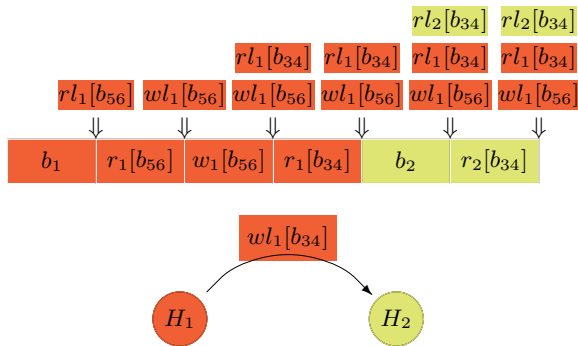 rl₂[b₃₄] rl₂[b₃₄]
rl₁[b₃₄] rl₁[b₃₄] rl₁[b₃₄] rl₁[b₃₄]
rl₁[b₅₆] wl₁[b₅₆] wl₁[b₅₆] wl₁[b₅₆] wl₁[b₅₆] wl₁[b₅₆]
⇓ ⇓ ⇓ ⇓ ⇓ ⇓
b₁ r₁[b₅₆] w₁[b₅₆] r₁[b₃₄] b₂ r₂[b₃₄]
wl₁[b₃₄]
H₁ H₂